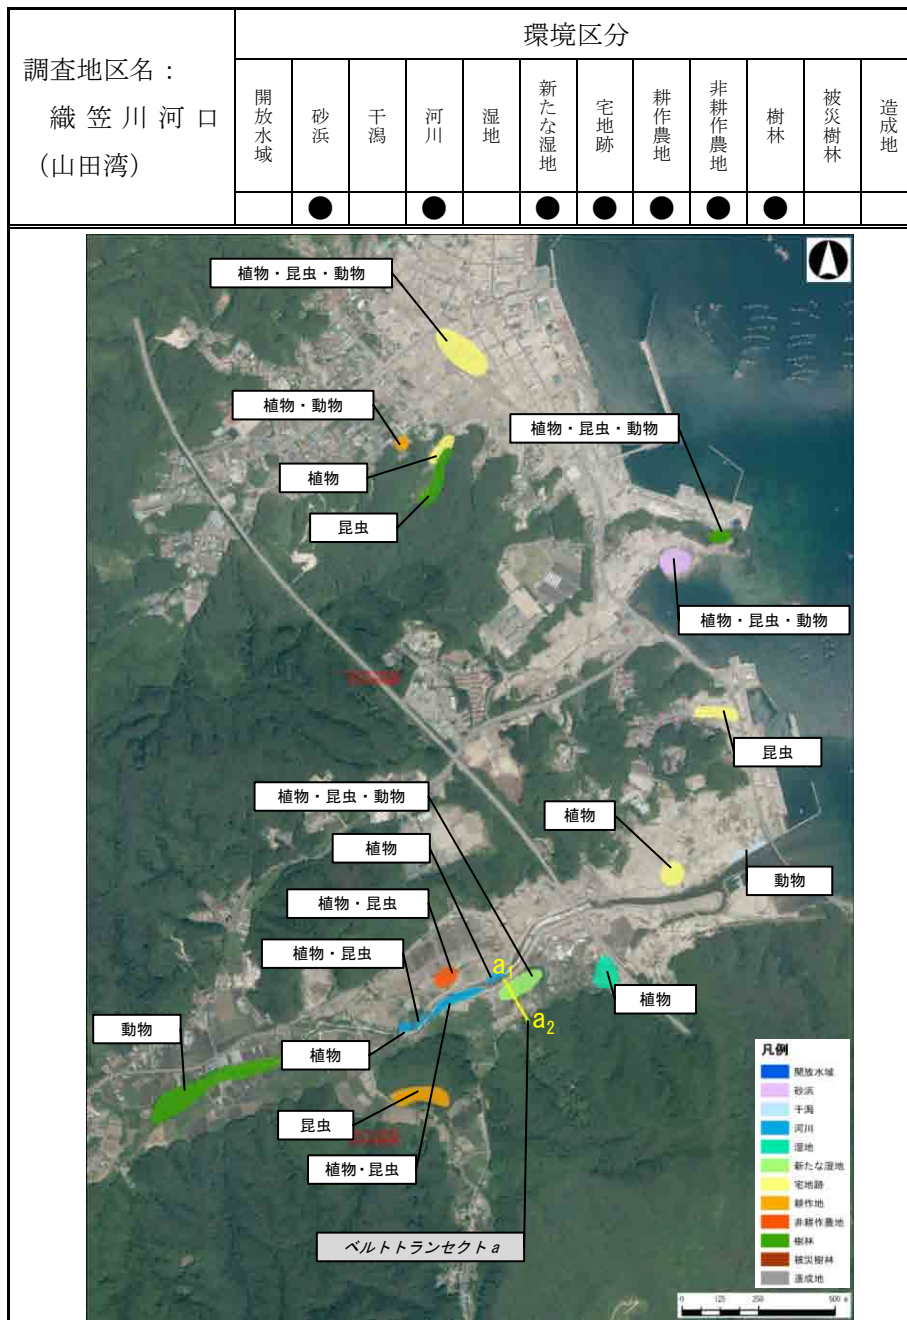 調査地区名：
織笠川河口
（山田湾）
環境区分
開放水域
砂浜
干潟
河川
湿地
新たな湿地
宅地跡
耕作農地
非耕作農地
樹林
被災樹林
造成地
● ● ● ● ● ● ●
植物・昆虫・動物
植物・動物
植物・昆虫・動物
植物
昆虫
植物・昆虫・動物
昆虫
植物・昆虫・動物
植物
植物
動物
植物・昆虫
植物・昆虫
a1
植物
a2
動物
植物
昆虫
植物・昆虫
ベルトトランセクトa
凡例
開放水域
砂浜
干潟
河川
湿地
新たな湿地
宅地跡
耕作地
非耕作農地
樹林
被災樹林
造成地
0 125 250 500 m